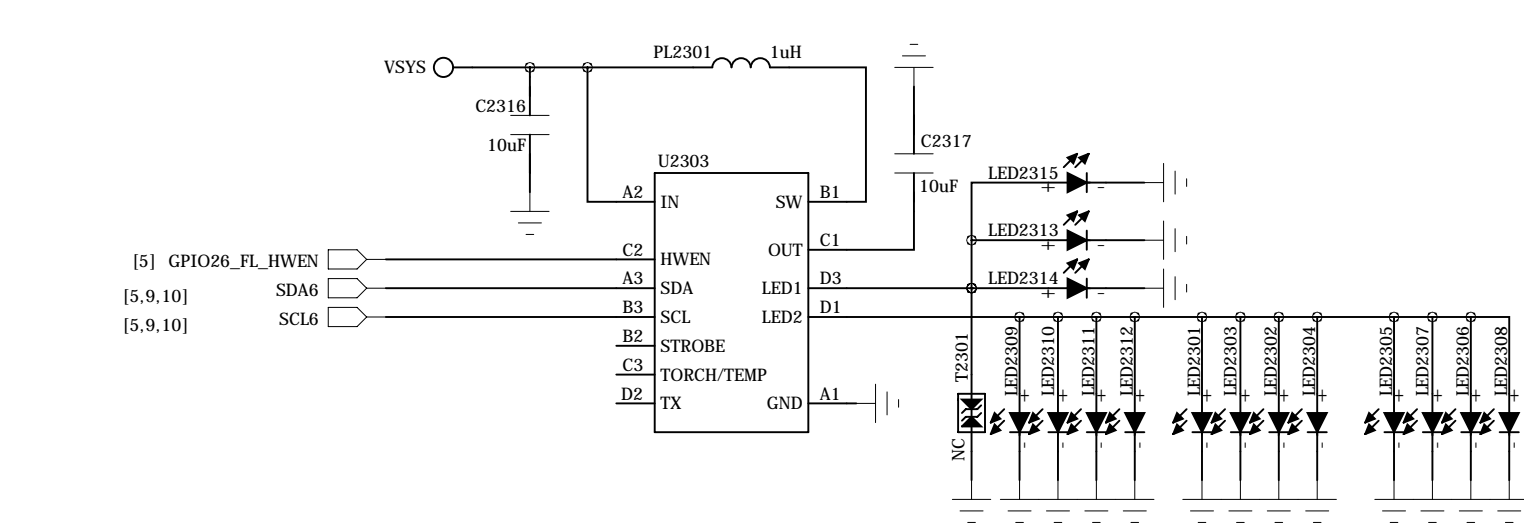 PL2301 1uH
VSYS
C2316
10uF
C2317
10uF
U2303
A2 IN
SW B1
C2 HWEN
OUT C1
A3 SDA
LED1 D3
B3 SCL
LED2 D1
B2 STROBE
C3 TORCH/TEMP
D2 TX
GND A1
[5] GPIO26_FL_HWEN
[5,9,10] SDA6
[5,9,10] SCL6
LED2315
+ -
LED2313
+ -
LED2314
+ -
T2301
NC
LED2309
+ -
LED2310
+ -
LED2311
+ -
LED2312
+ -
LED2301
+ -
LED2303
+ -
LED2302
+ -
LED2304
+ -
LED2305
+ -
LED2307
+ -
LED2306
+ -
LED2308
+ -